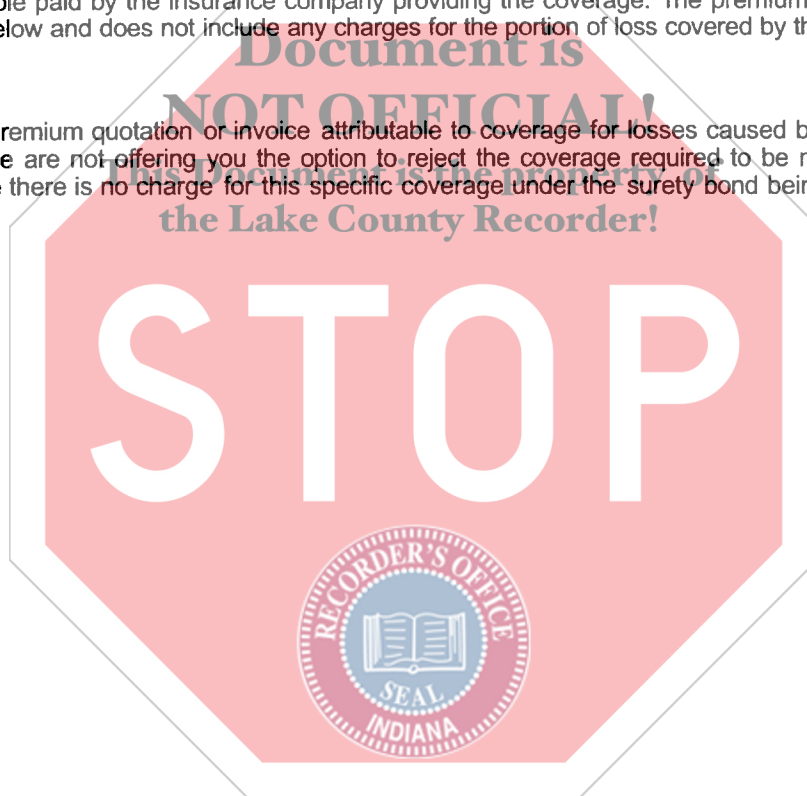 ble paid by the insurance company providing the coverage. The premium
elow and does not include any charges for the portion of loss covered by th
Document is
NOT OFFICIAL!
remium quotation or invoice attributable to coverage for losses caused b
e are not offering you the option to reject the coverage required to be
This Document is the property of
there is no charge for this specific coverage under the surety bond bein
the Lake County Recorder!
STOP
RECORDER'S OFFICE
SEAL
INDIANA